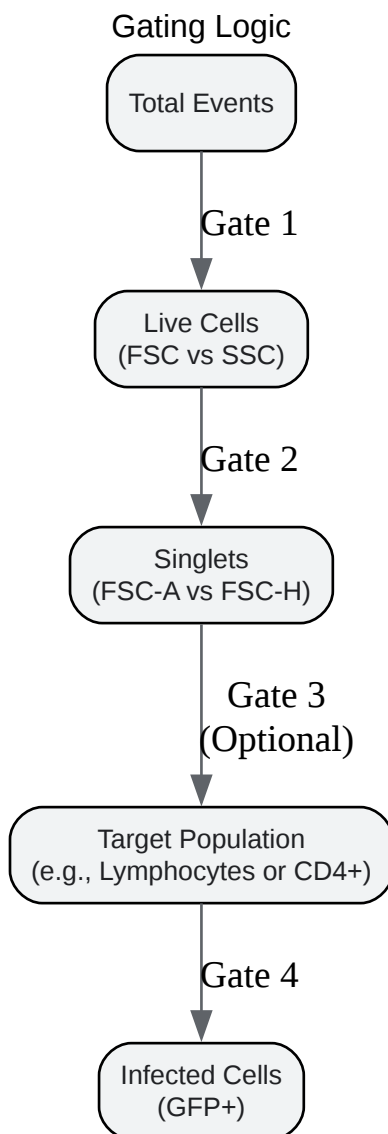 Gating Logic
Total Events
Gate 1
Live Cells
(FSC vs SSC)
Gate 2
Singlets
(FSC-A vs FSC-H)
Gate 3
(Optional)
Target Population
(e.g., Lymphocytes or CD4+)
Gate 4
Infected Cells
(GFP+)